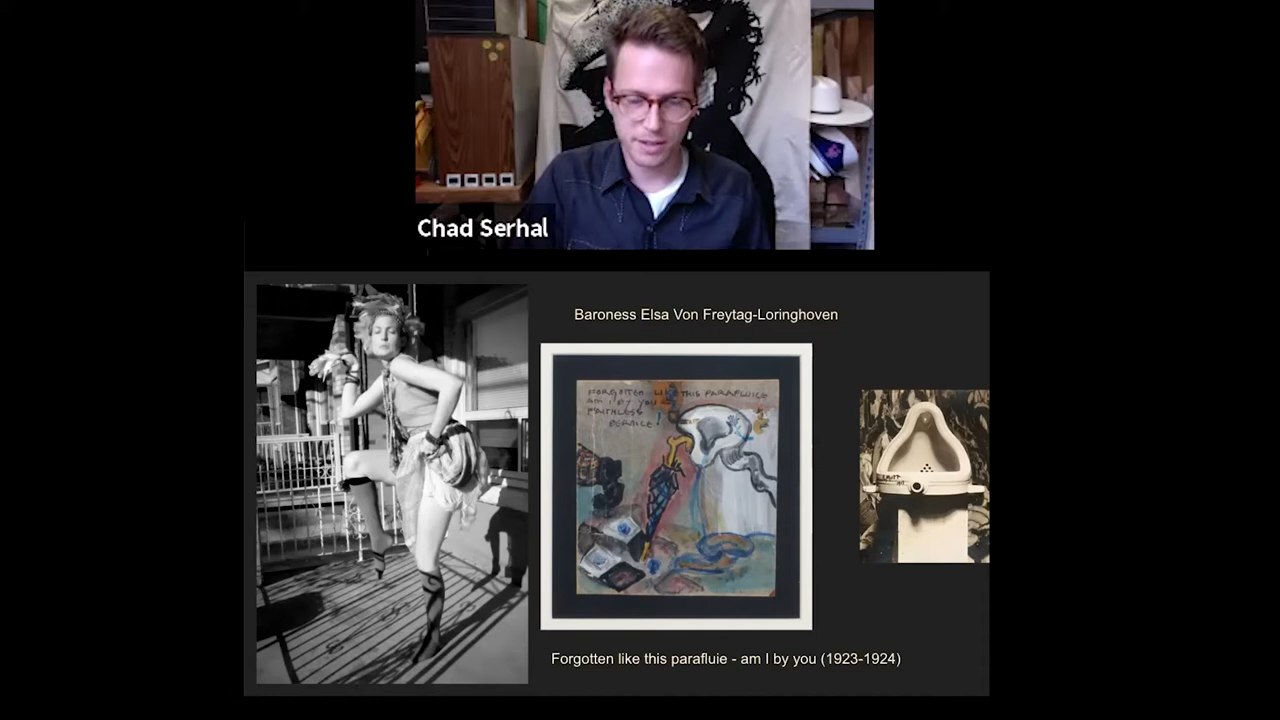 Chad Serhal
Baroness Elsa Von Freytag-Loringhoven
FORGOTTEN LIKE THIS PARAPLUICE
AM I BY YOU
FAITHLESS
BERNICE!
Forgotten like this parafluie - am I by you (1923-1924)